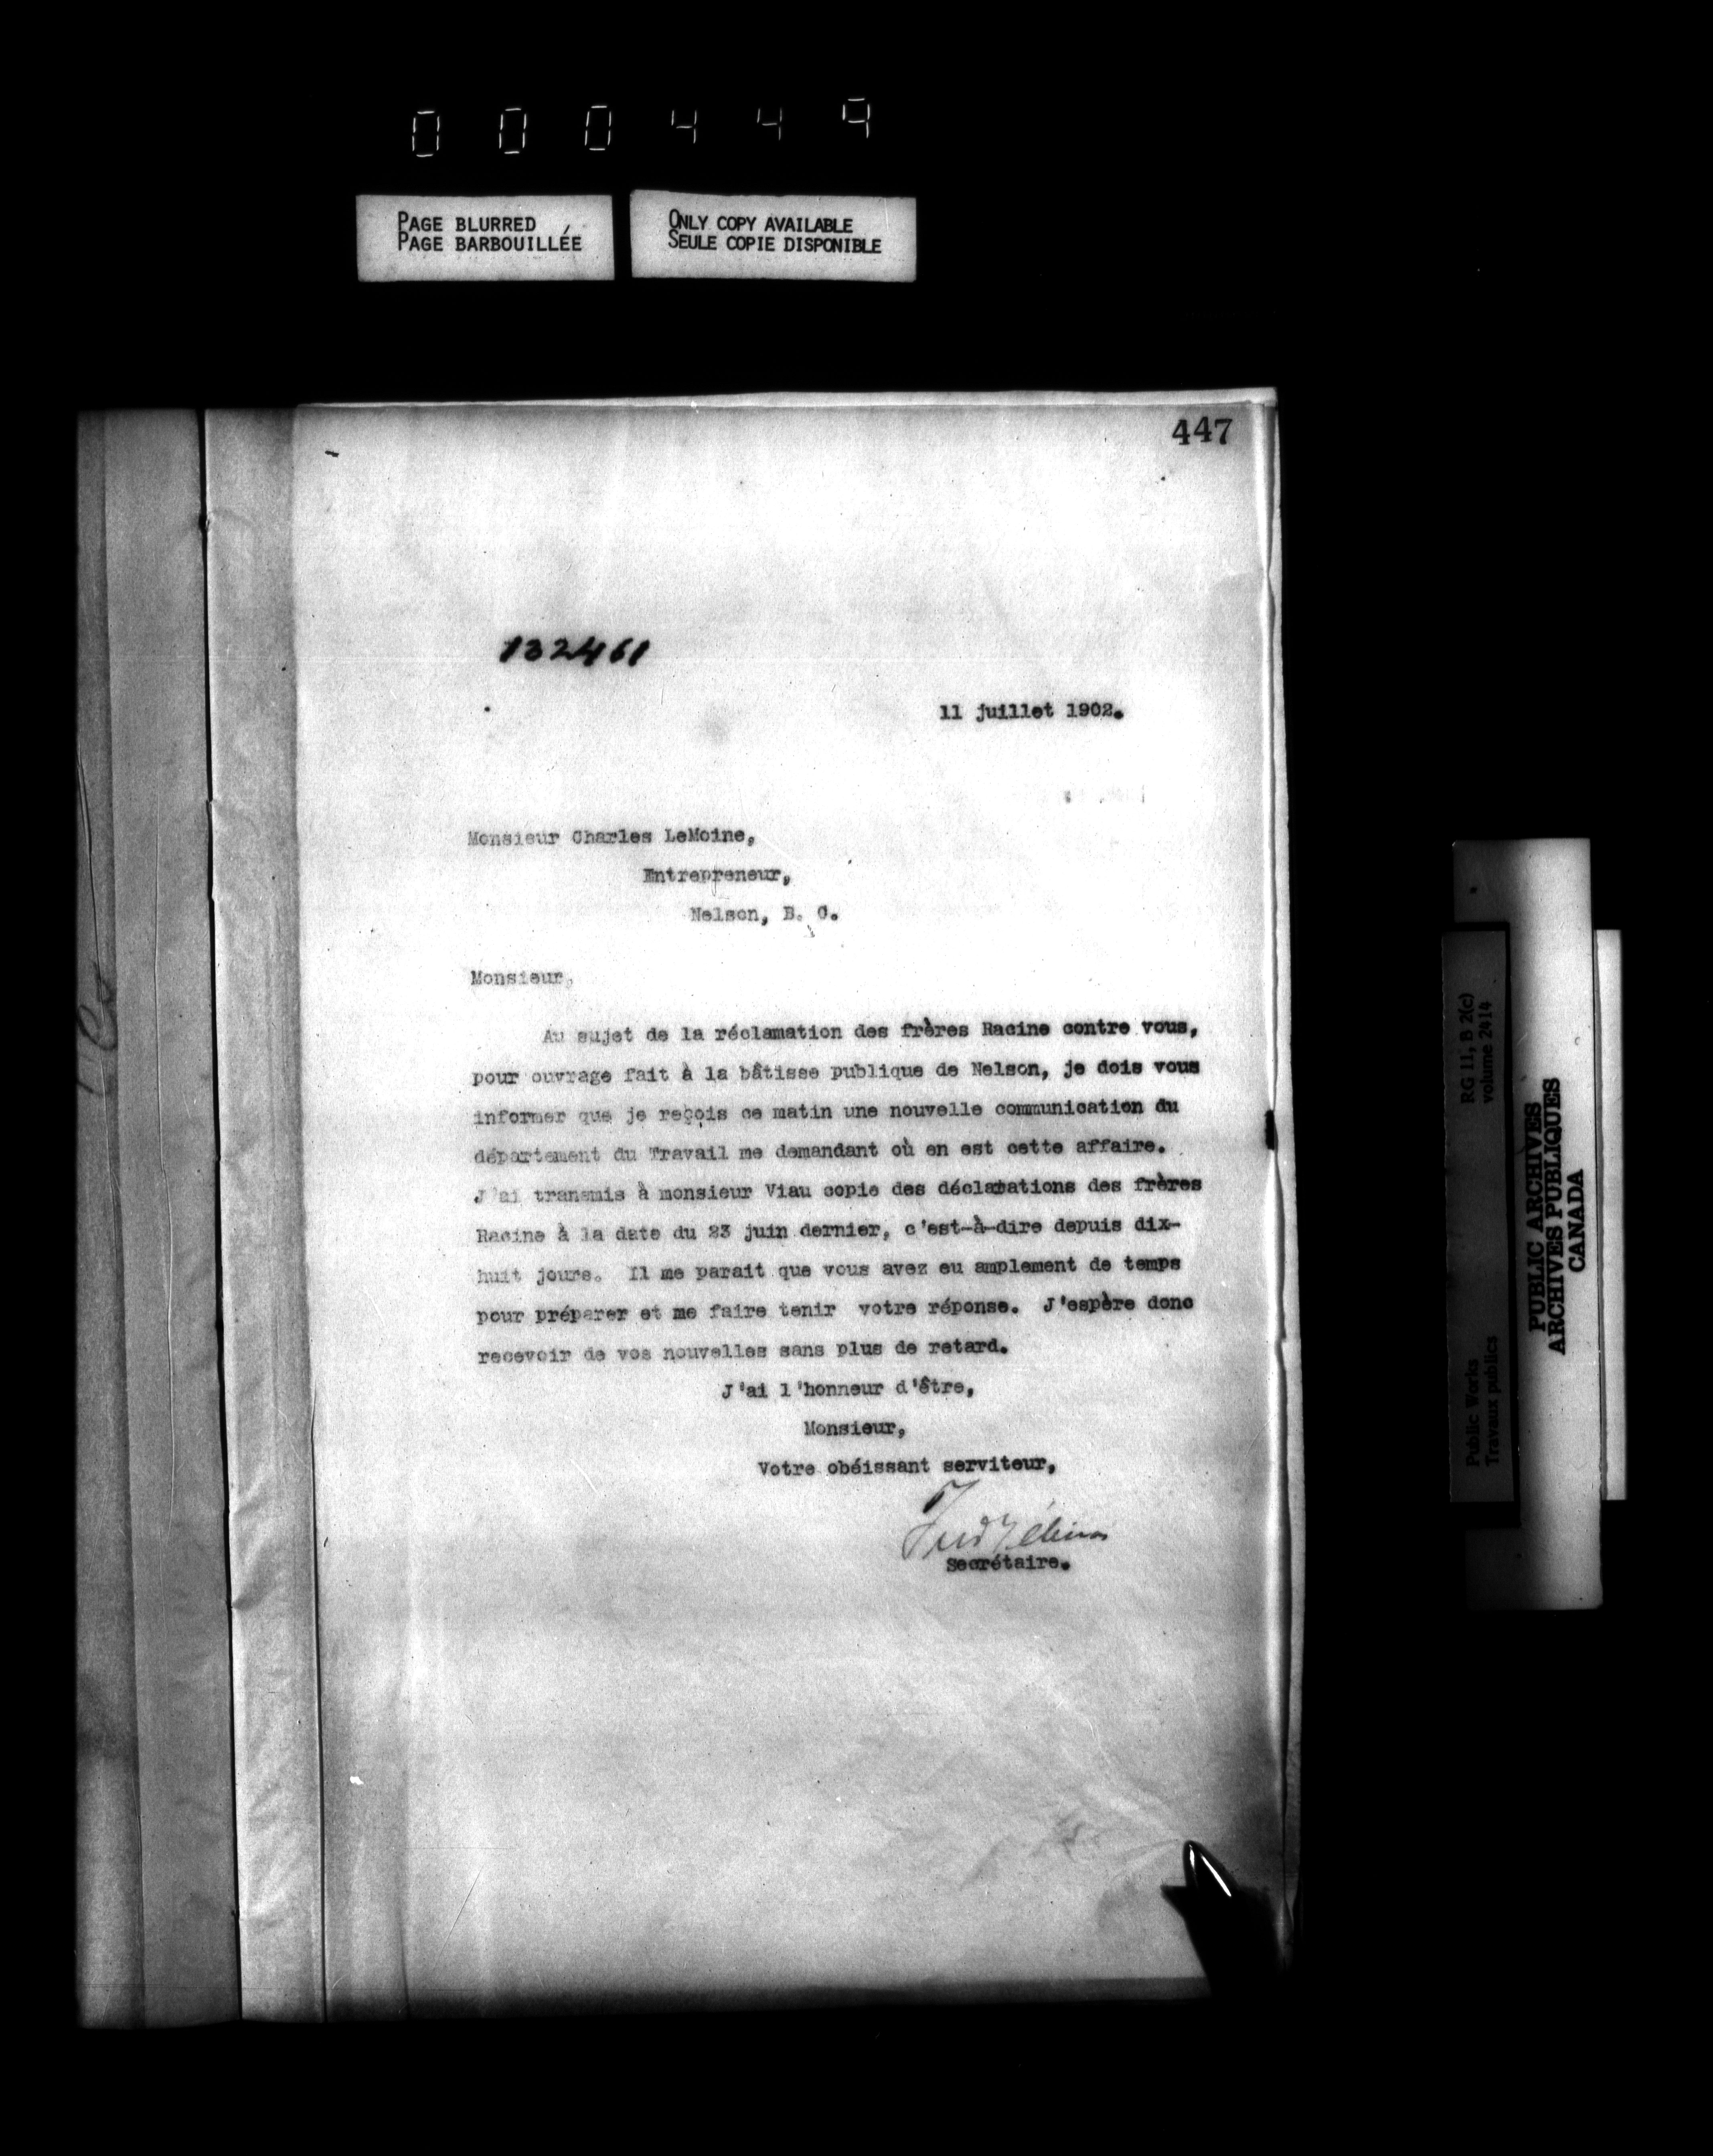 000449
PAGE BLURRED
PAGE BARBOUILLÉE
ONLY COPY AVAILABLE
SEULE COPIE DISPONIBLE
447
132461
11 juillet 1902.
Monsieur Charles LeMoine,
Entrepreneur,
Nelson, B. C.
Monsieur,
Au sujet de la réclamation des frères Racine contre vous,
pour ouvrage fait à la bâtisse publique de Nelson, je dois vous
informer que je reçois ce matin une nouvelle communication du
département du Travail me demandant où en est cette affaire.
J'ai transmis à monsieur Viau copie des déclarations des frères
Racine à la date du 23 juin dernier, c'est-à-dire depuis dix-
huit jours. Il me parait que vous avez eu amplement de temps
pour préparer et me faire tenir votre réponse. J'espère donc
recevoir de vos nouvelles sans plus de retard.
J'ai l'honneur d'être,
Monsieur,
Votre obéissant serviteur,
Fred Gélinas
Secrétaire.
RG 11, B 2(c)
volume 2414
Public Works
Travaux publics
PUBLIC ARCHIVES
ARCHIVES PUBLIQUES
CANADA